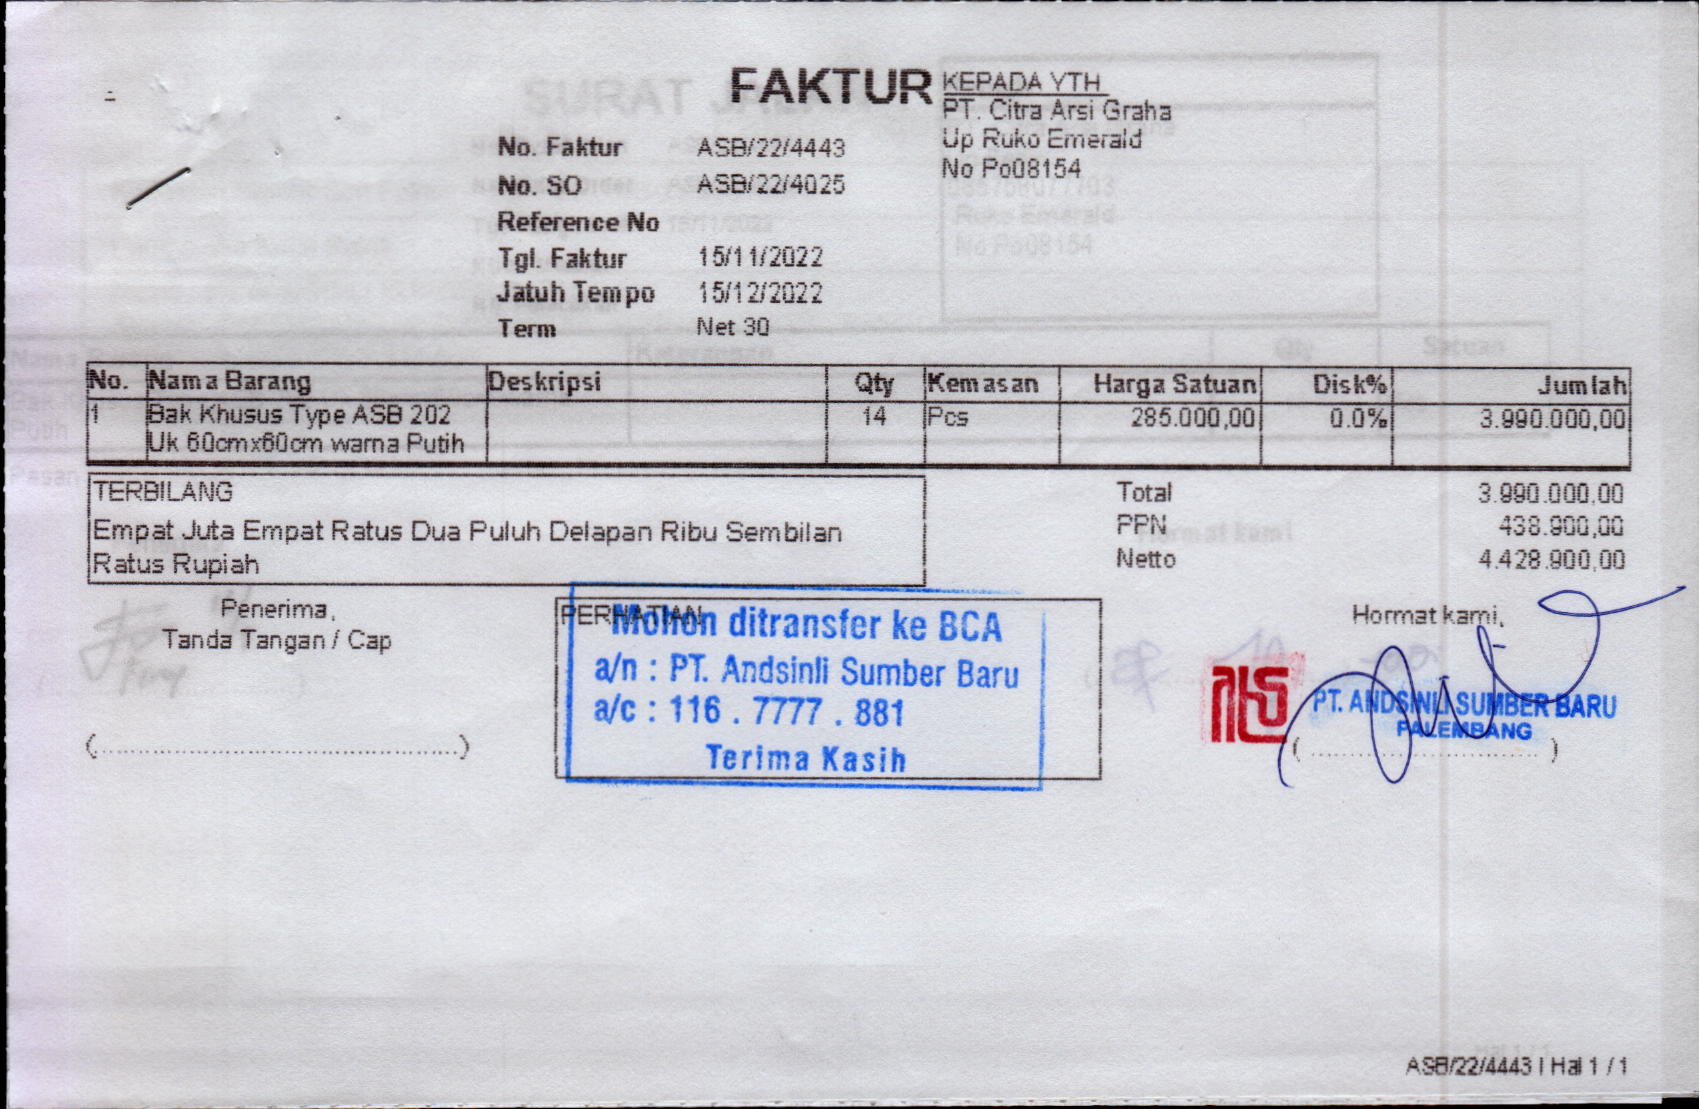 FAKTUR
KEPADA YTH
PT. Citra Arsi Graha
Up Ruko Emerald
No Po08154
No. Faktur ASB/22/4443
No. SO ASB/22/4025
Reference No
Tgl. Faktur 15/11/2022
Jatuh Tempo 15/12/2022
Term Net 30
No. Nama Barang Deskripsi Qty Kemasan Harga Satuan Disk% Jumlah
1 Bak Khusus Type ASB 202 14 Pcs 285.000,00 0.0% 3.990.000,00
Uk 60cmx60cm warna Putih
TERBILANG
Empat Juta Empat Ratus Dua Puluh Delapan Ribu Sembilan
Ratus Rupiah
Total 3.990.000,00
PPN 438.900,00
Netto 4.428.900,00
Penerima,
Tanda Tangan / Cap
(......................................................)
PERHATIAN
Mohon ditransfer ke BCA
a/n : PT. Andsinli Sumber Baru
a/c : 116 . 7777 . 881
Terima Kasih
Hormat kami,
PT. ANDSINLI SUMBER BARU
PALEMBANG
(..................................)
ASB/22/4443 | Hal 1 / 1